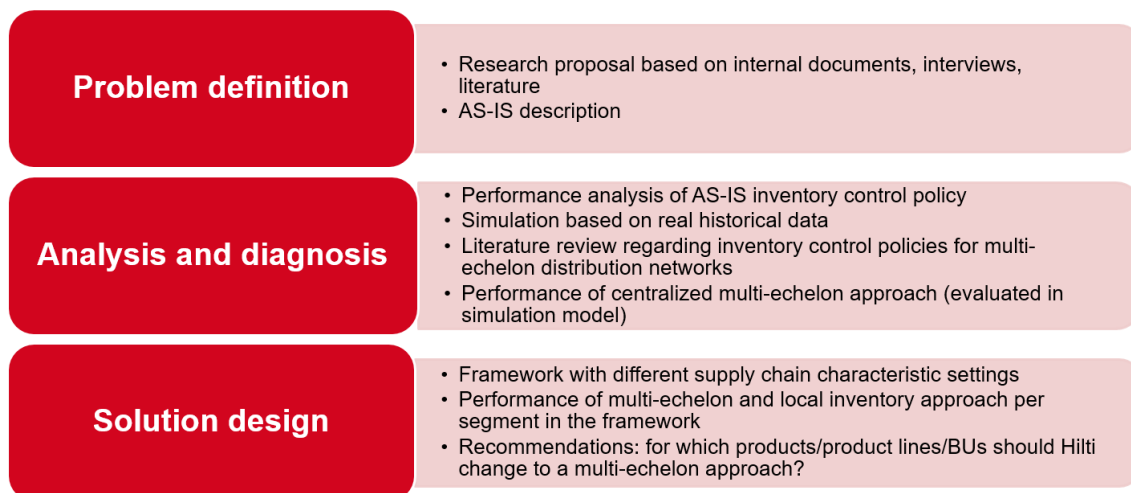 Problem definition
• Research proposal based on internal documents, interviews,
literature
• AS-IS description
Analysis and diagnosis
• Performance analysis of AS-IS inventory control policy
• Simulation based on real historical data
• Literature review regarding inventory control policies for multi-
echelon distribution networks
• Performance of centralized multi-echelon approach (evaluated in
simulation model)
Solution design
• Framework with different supply chain characteristic settings
• Performance of multi-echelon and local inventory approach per
segment in the framework
• Recommendations: for which products/product lines/BUs should Hilti
change to a multi-echelon approach?